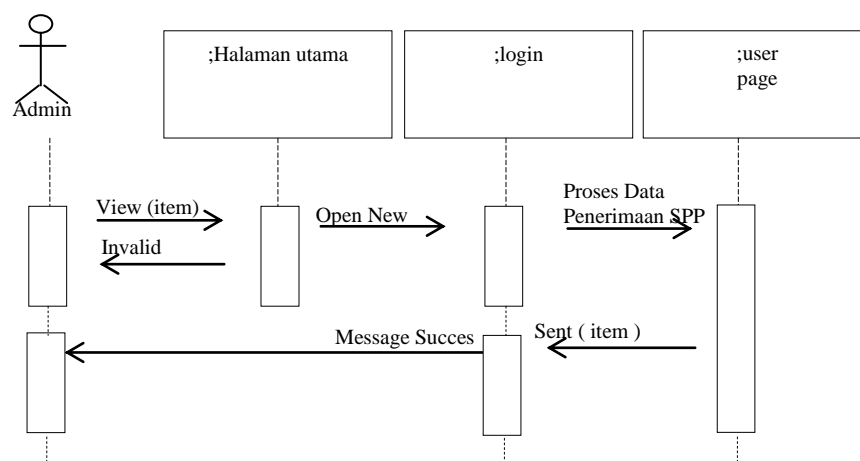 ;Halaman utama
;login
;user
page
Admin
View (item)
Open New
Proses Data
Penerimaan SPP
Invalid
Message Succes
Sent ( item )